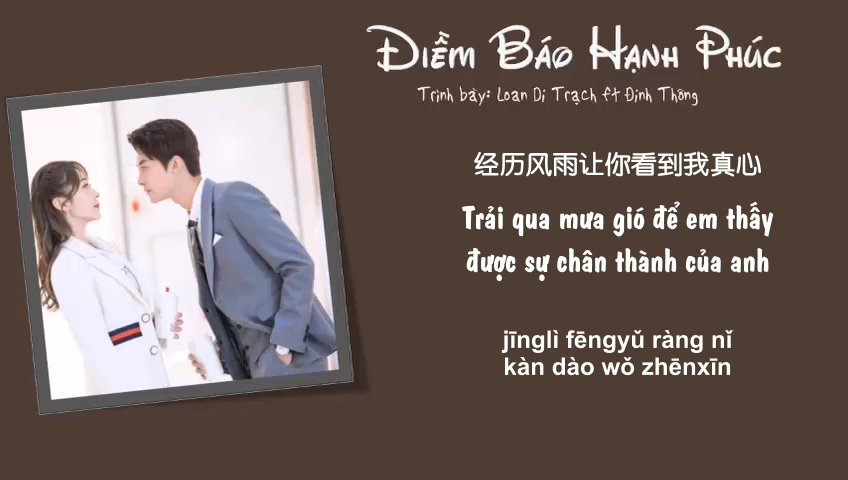 Điềm Báo Hạnh Phúc
Trình bày: Loan Di Trạch ft Định Thông
经历风雨让你看到我真心
Trải qua mưa gió để em thấy
được sự chân thành của anh
jīnglì fēngyǔ ràng nǐ
kàn dào wǒ zhēnxīn